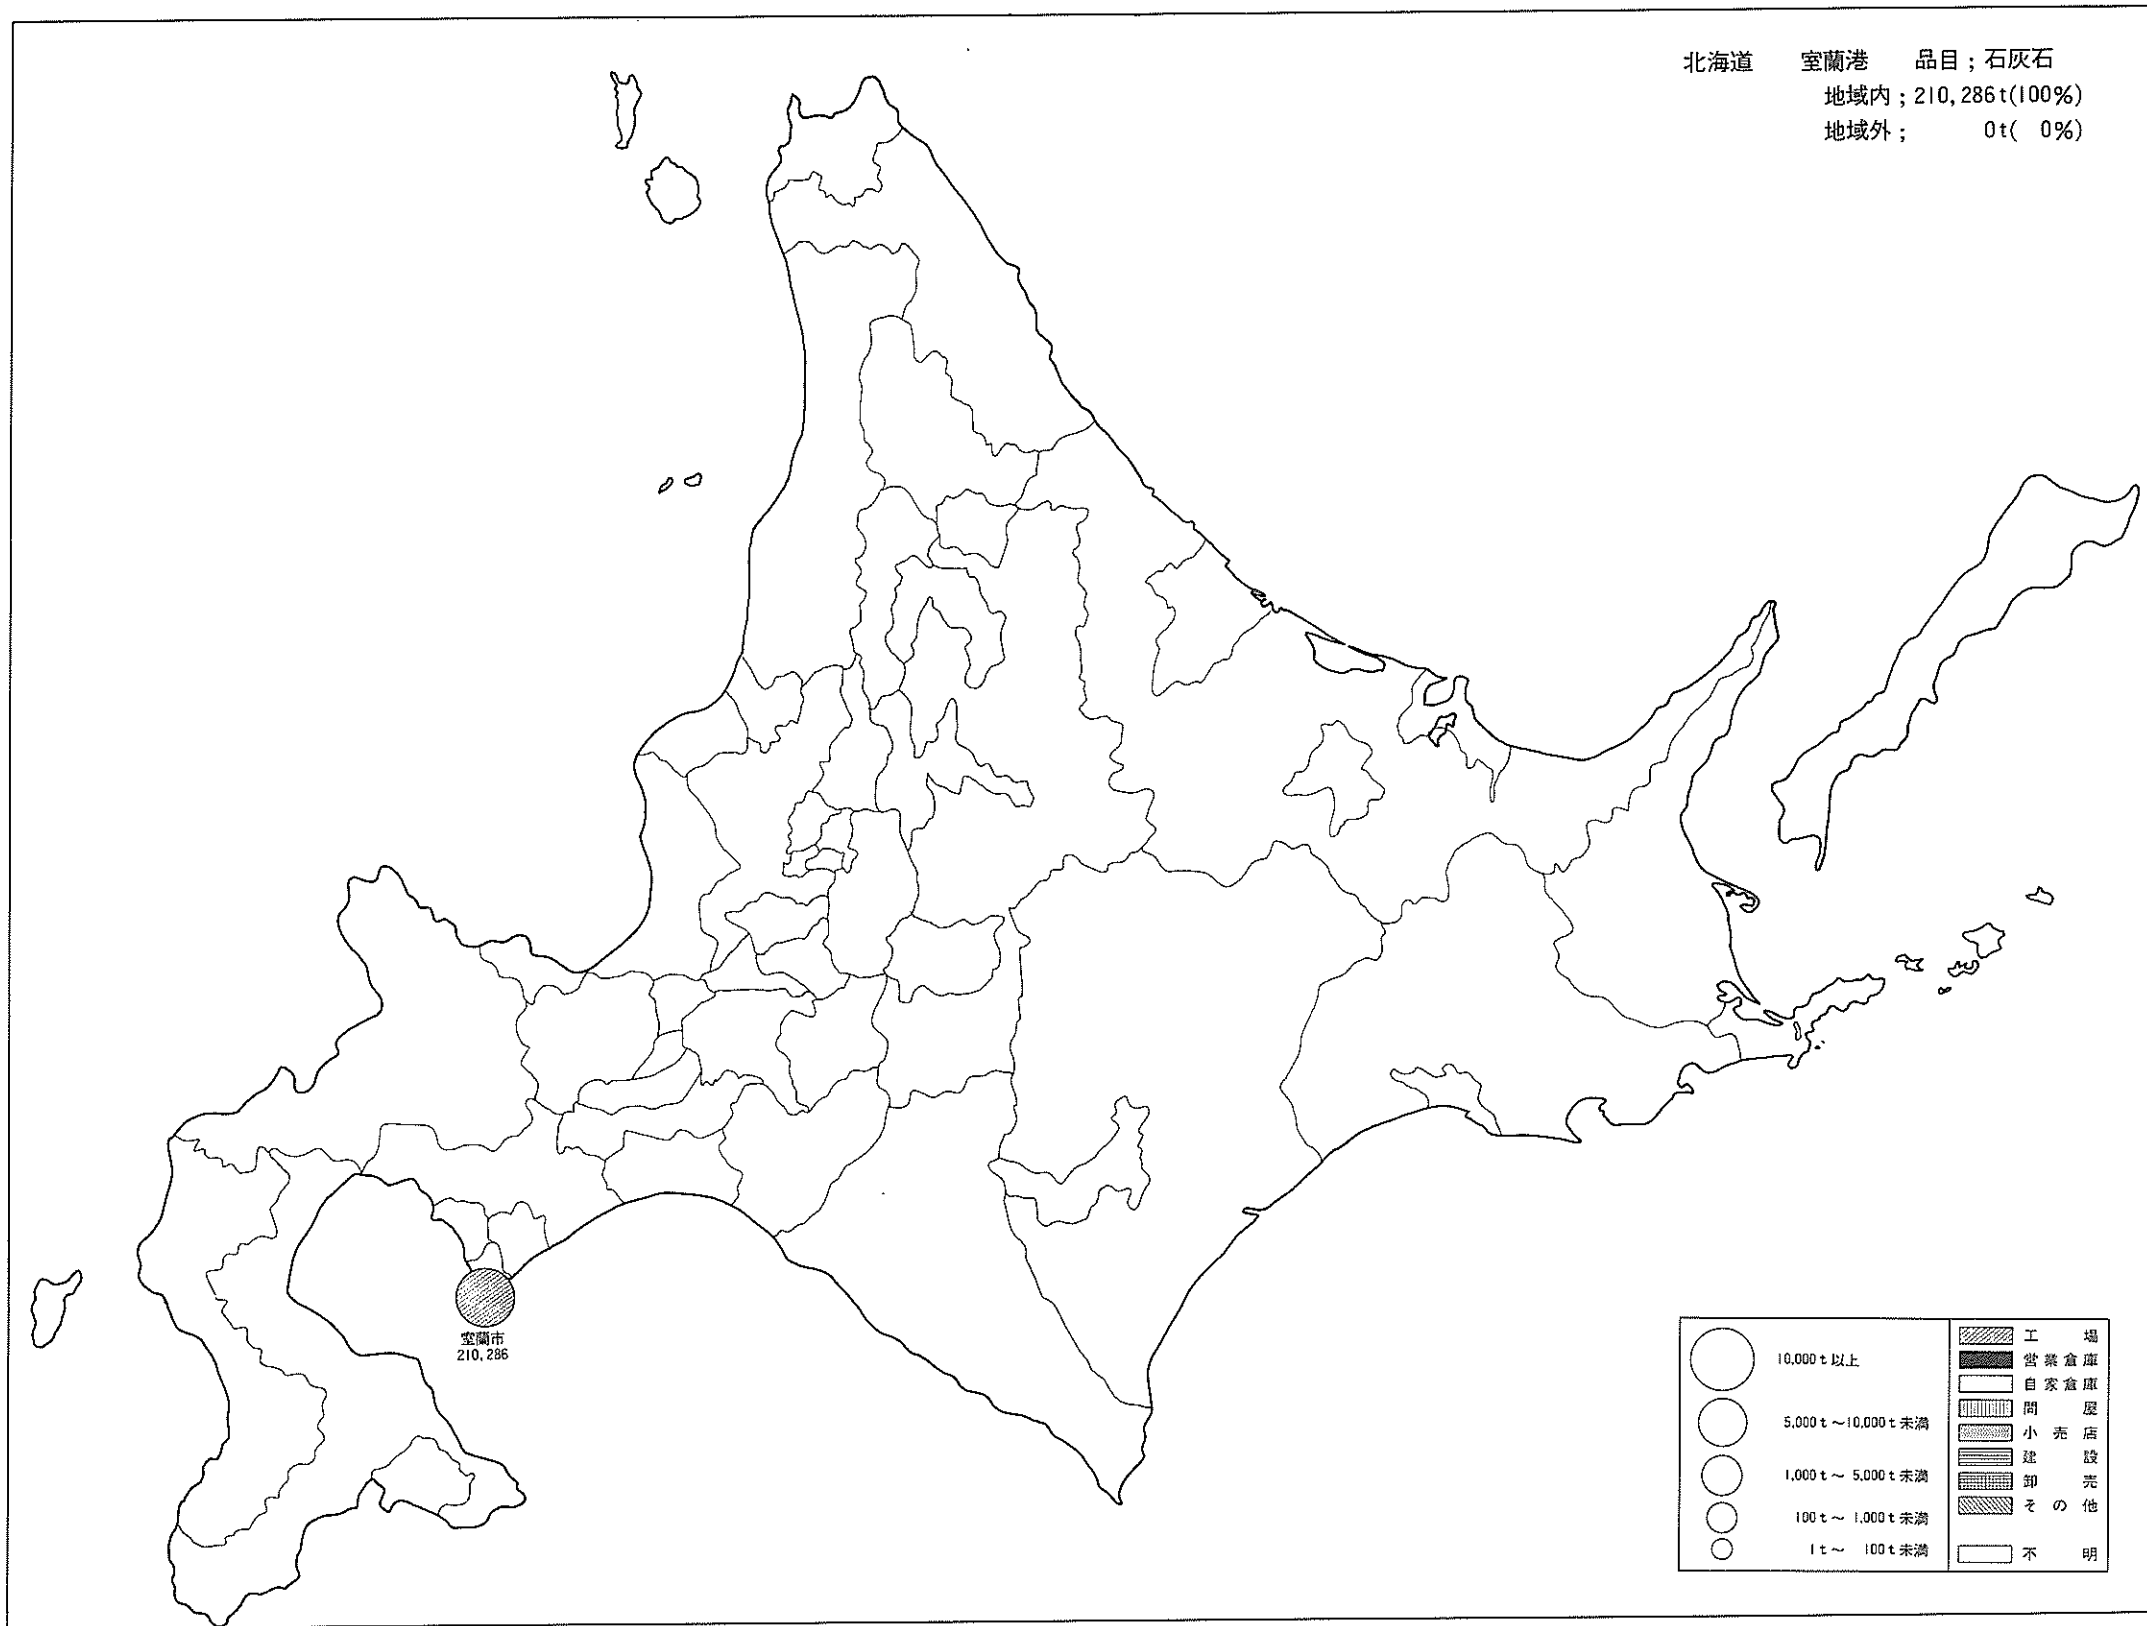 北海道 室蘭港 品目；石灰石
地域内；210,286t(100%)
地域外； 0t( 0%)
室蘭市
210,286
10,000t以上
5,000t～10,000t未満
1,000t～ 5,000t未満
100t～ 1,000t未満
1t～ 100t未満
工場
営業倉庫
自家倉庫
問屋
小売店
建設
卸売
その他
不明